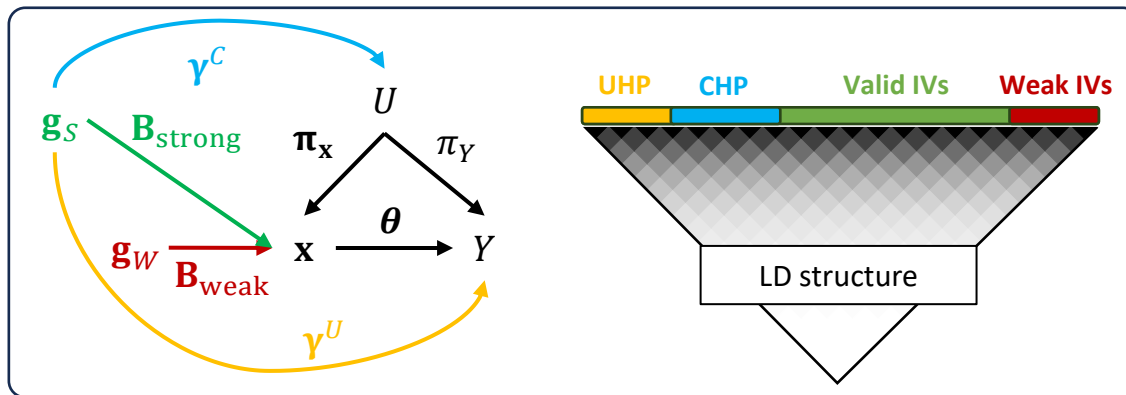 γ^C
U
g_S
B_strong
π_x
π_Y
g_W
B_weak
x
θ
Y
γ^U
UHP CHP Valid IVs Weak IVs
LD structure